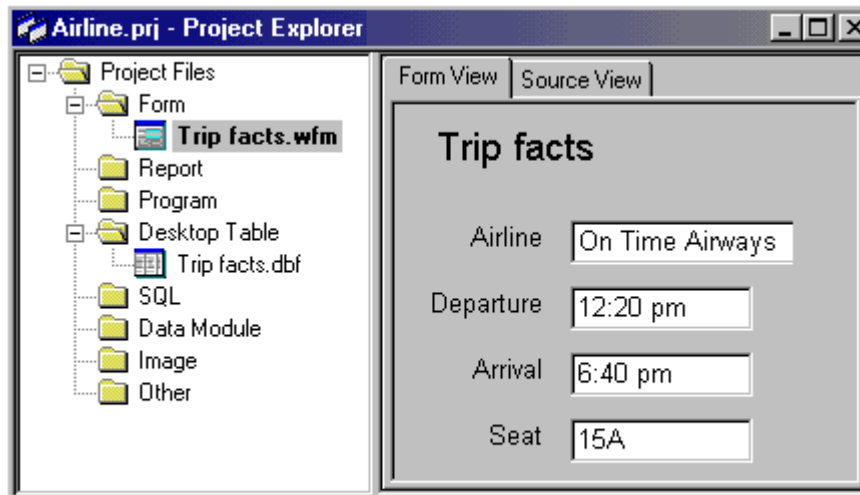 Airline.prj - Project Explorer
Project Files
Form
Trip facts.wfm
Report
Program
Desktop Table
Trip facts.dbf
SQL
Data Module
Image
Other
Form View
Source View
Trip facts
Airline On Time Airways
Departure 12:20 pm
Arrival 6:40 pm
Seat 15A